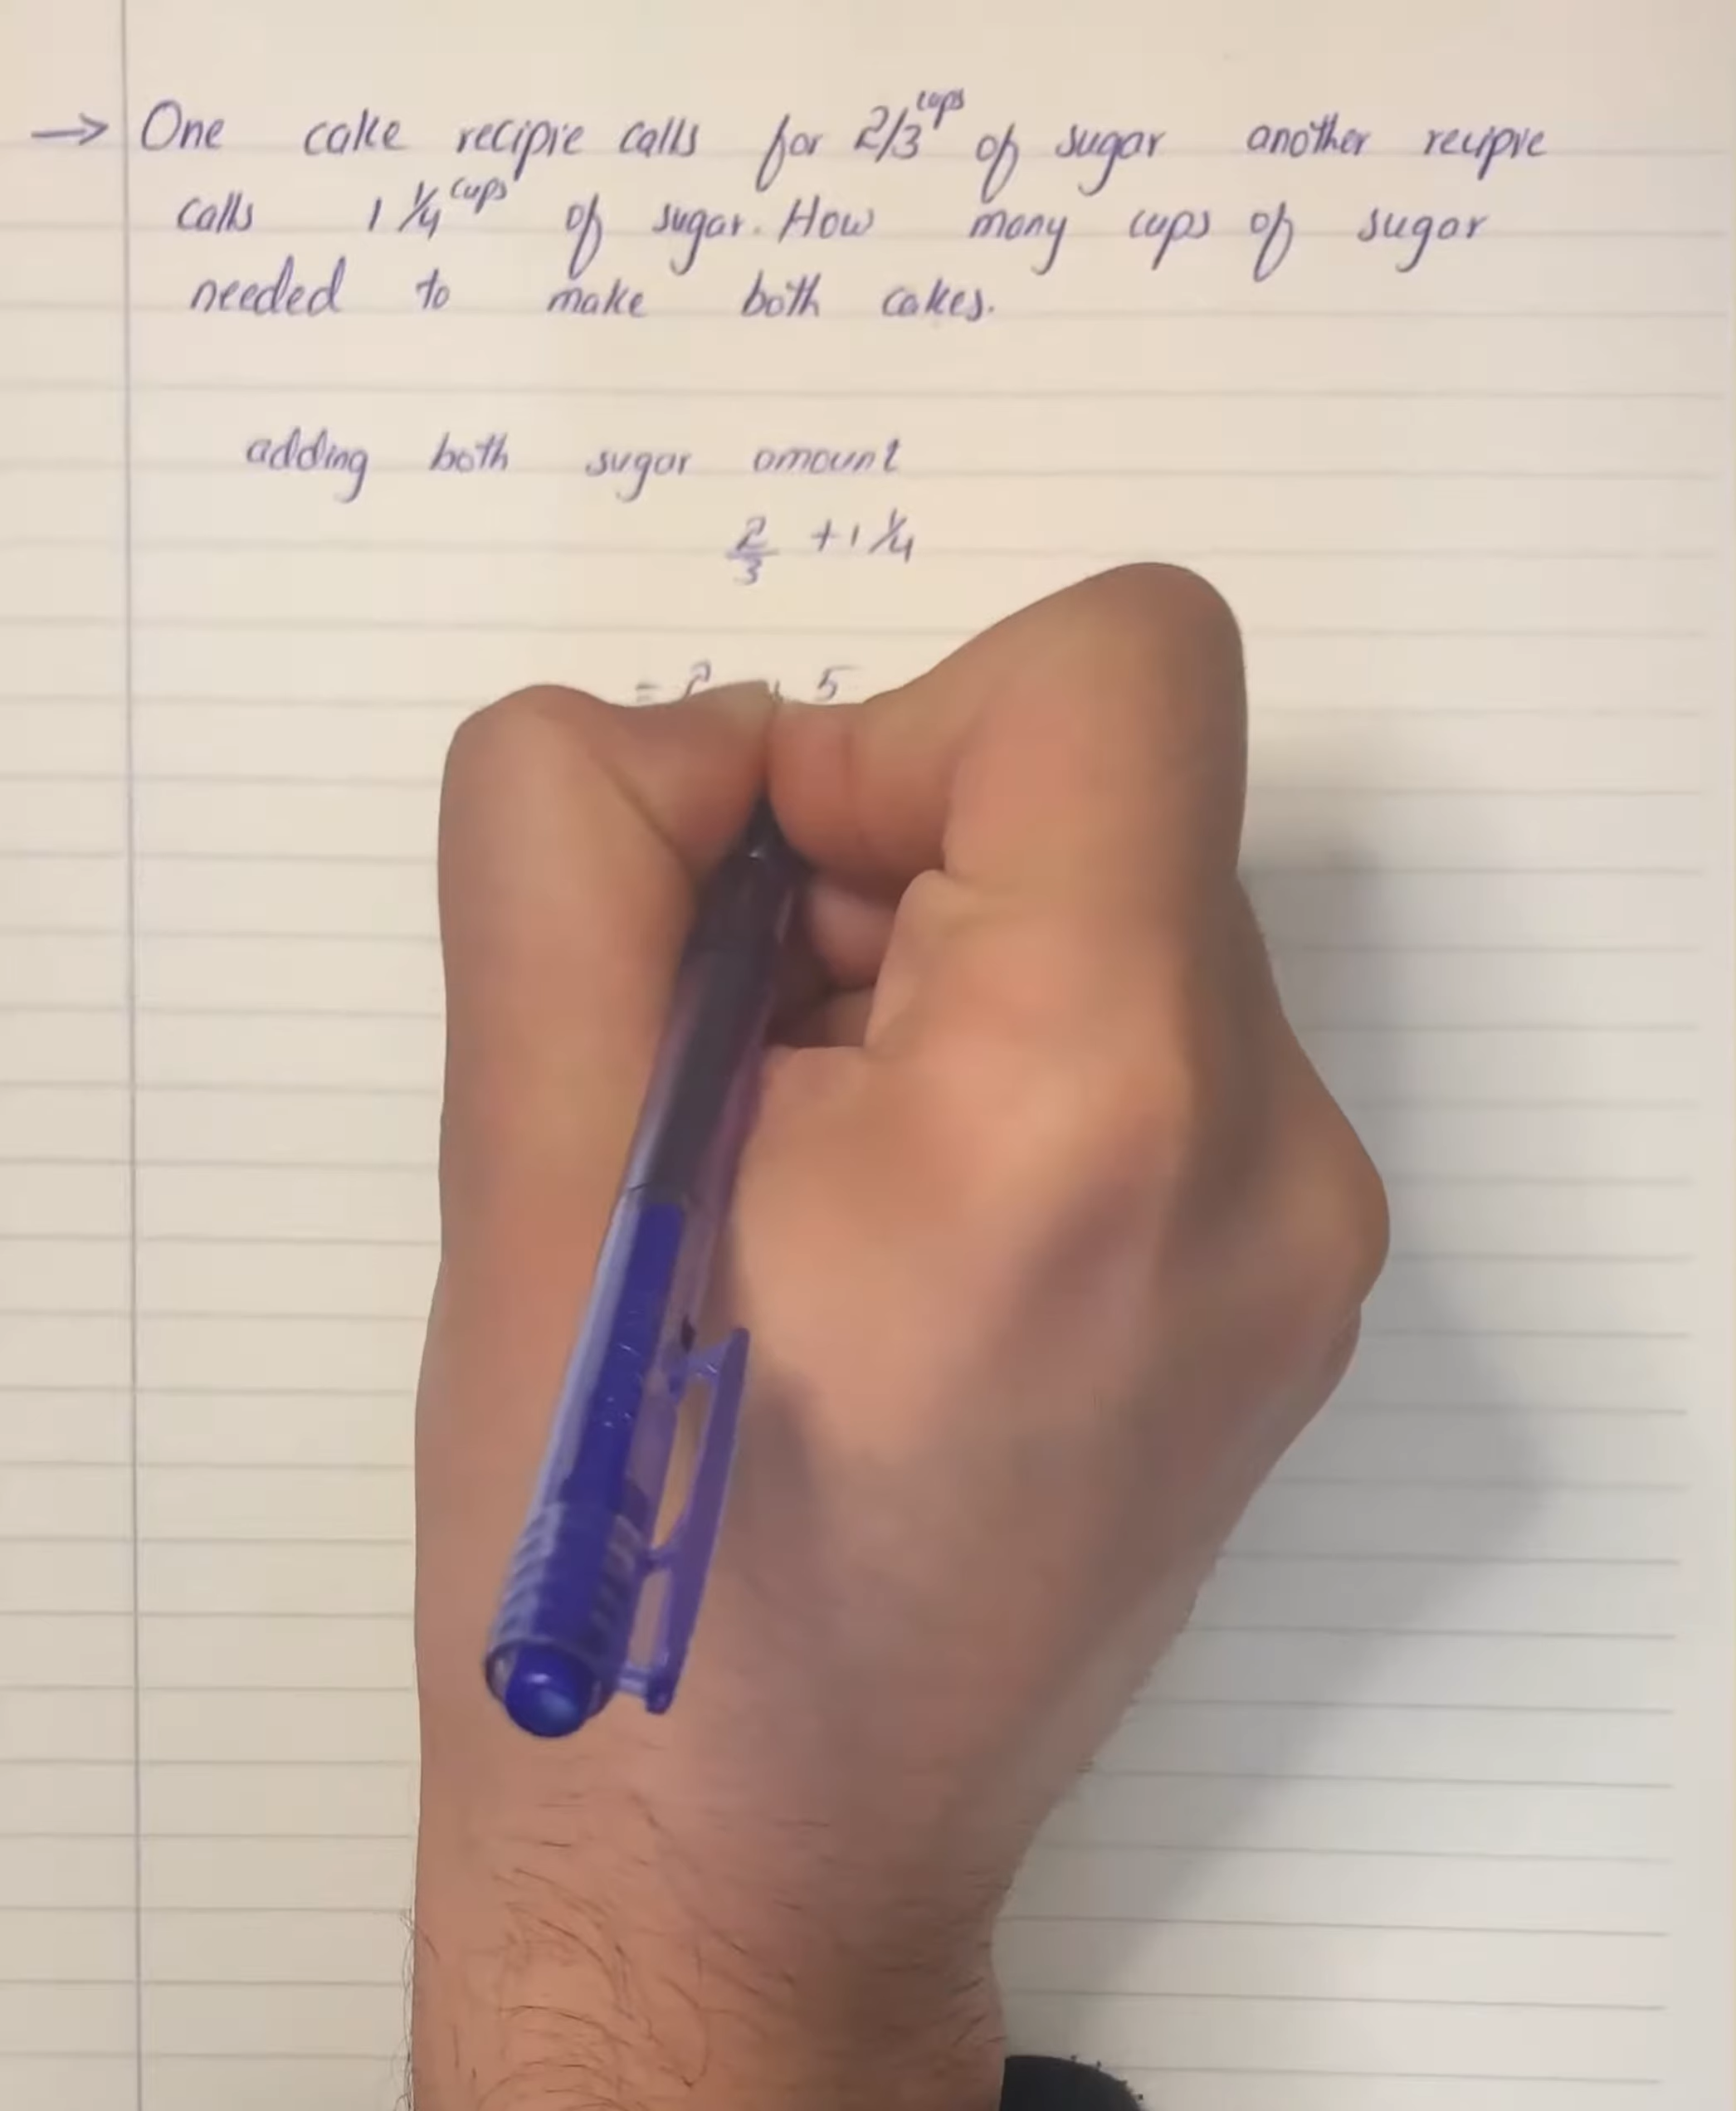 → One cake recipie calls for 2/3 cups of sugar another recipie
calls 1 1/4 cups of sugar. How many cups of sugar
needed to make both cakes.
adding both sugar amount
2/3 + 1 1/4
= 2 5